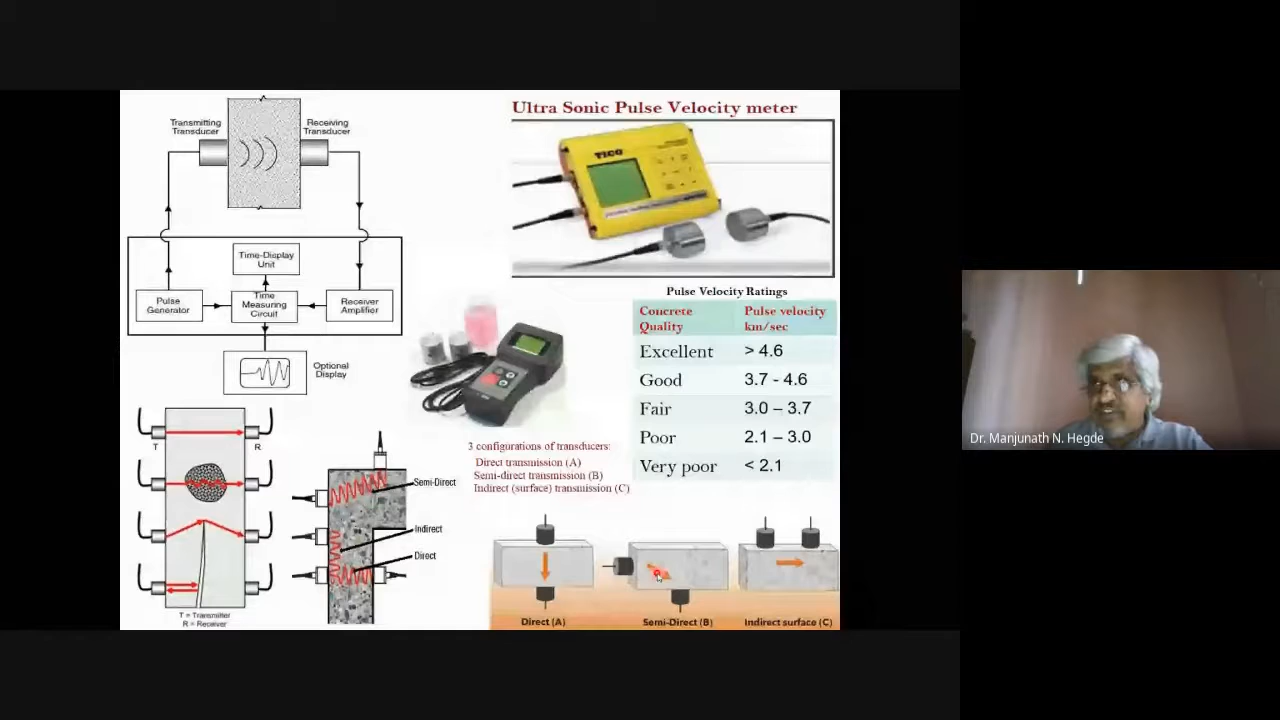 Transmitting
Transducer
Receiving
Transducer
Time-Display
Unit
Pulse
Generator
Time
Measuring
Circuit
Receiver
Amplifier
Optional
Display
T
R
T = Transmitter
R = Receiver
Semi-Direct
Indirect
Direct
Ultra Sonic Pulse Velocity meter
TICO
Pulse Velocity Ratings
Concrete Quality
Pulse velocity km/sec
Excellent > 4.6
Good 3.7 - 4.6
Fair 3.0 – 3.7
Poor 2.1 – 3.0
Very poor < 2.1
3 configurations of transducers:
Direct transmission (A)
Semi-direct transmission (B)
Indirect (surface) transmission (C)
Direct (A)
Semi-Direct (B)
Indirect surface (C)
Dr. Manjunath N. Hegde